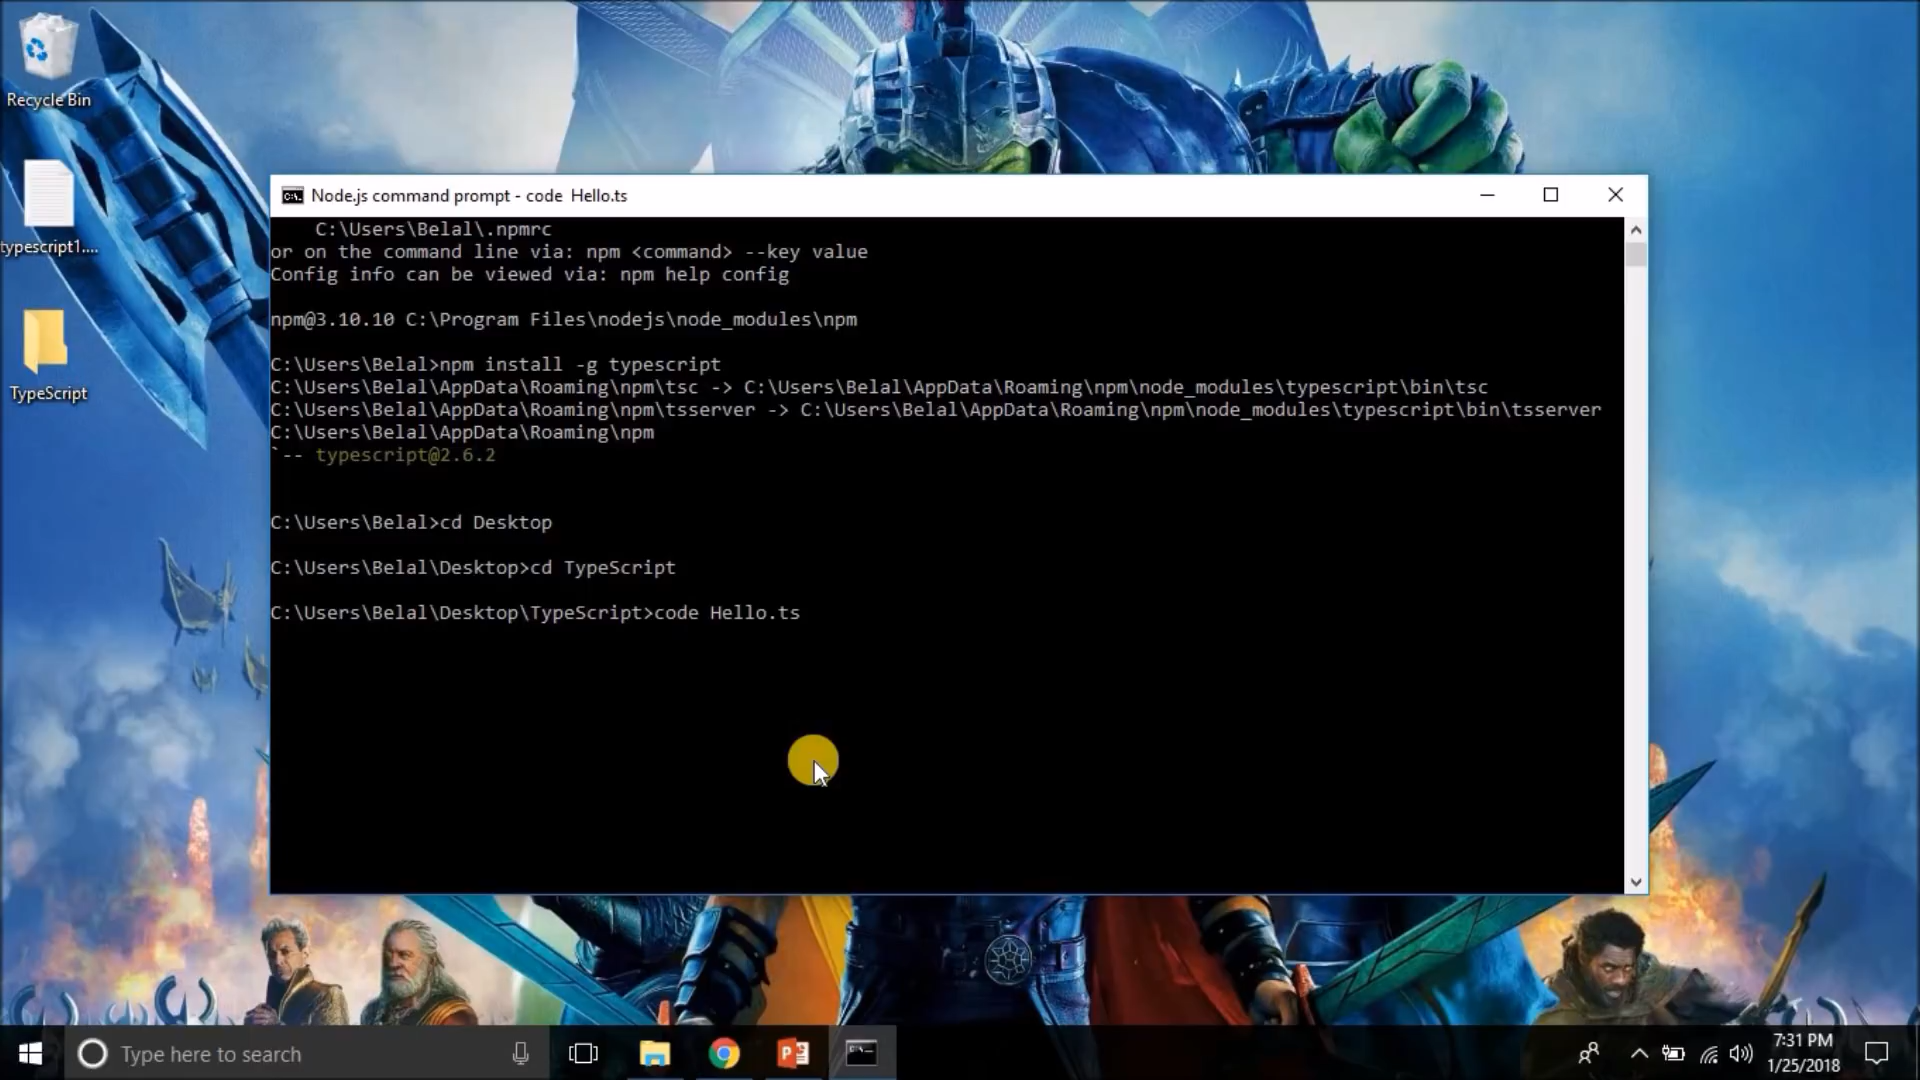 Recycle Bin
typescript1....
TypeScript
Node.js command prompt - code  Hello.ts
C:\Users\Belal\.npmrc
or on the command line via: npm <command> --key value
Config info can be viewed via: npm help config
npm@3.10.10 C:\Program Files\nodejs\node_modules\npm
C:\Users\Belal>npm install -g typescript
C:\Users\Belal\AppData\Roaming\npm\tsc -> C:\Users\Belal\AppData\Roaming\npm\node_modules\typescript\bin\tsc
C:\Users\Belal\AppData\Roaming\npm\tsserver -> C:\Users\Belal\AppData\Roaming\npm\node_modules\typescript\bin\tsserver
C:\Users\Belal\AppData\Roaming\npm
`-- typescript@2.6.2
C:\Users\Belal>cd Desktop
C:\Users\Belal\Desktop>cd TypeScript
C:\Users\Belal\Desktop\TypeScript>code Hello.ts
Type here to search
7:31 PM
1/25/2018